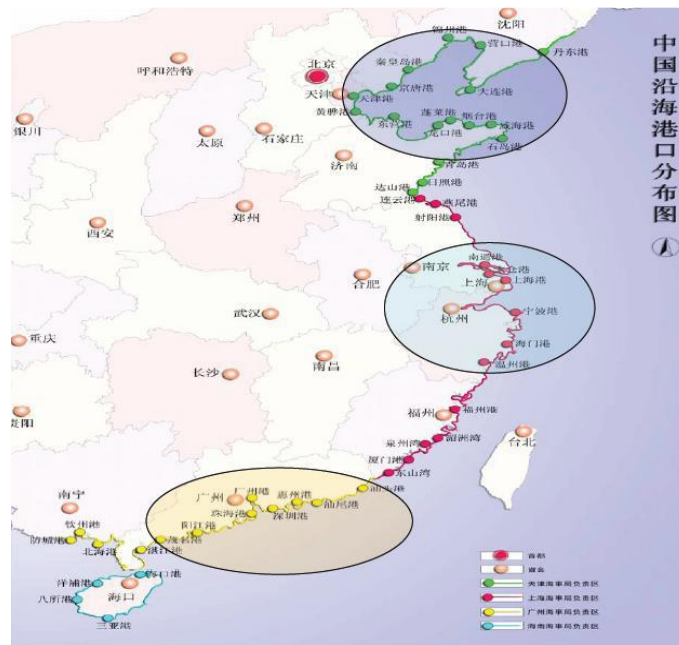 中国沿海港口分布图
沈阳
锦州港
营口港
丹东港
呼和浩特
北京
秦皇岛港
京唐港
大连港
天津
天津港
黄骅港
东营港
蓬莱港
烟台港
威海港
龙口港
石岛港
银川
太原
石家庄
济南
青岛港
日照港
达山港
连云港
燕尾港
射阳港
郑州
西安
南京
南通港
太仓港
上海
上海港
合肥
杭州
宁波港
武汉
海门港
重庆
温州港
南昌
长沙
贵阳
福州
福州港
台北
湄洲湾
泉州湾
厦门港
东山湾
汕头港
南宁
广州
广州港
惠州港
汕尾港
珠海港
深圳港
阳江港
茂名港
钦州港
防城港
北海港
湛江港
海口港
洋浦港
海口
八所港
三亚港
首都
天津海事局负责区
上海海事局负责区
广州海事局负责区
海南海事局负责区